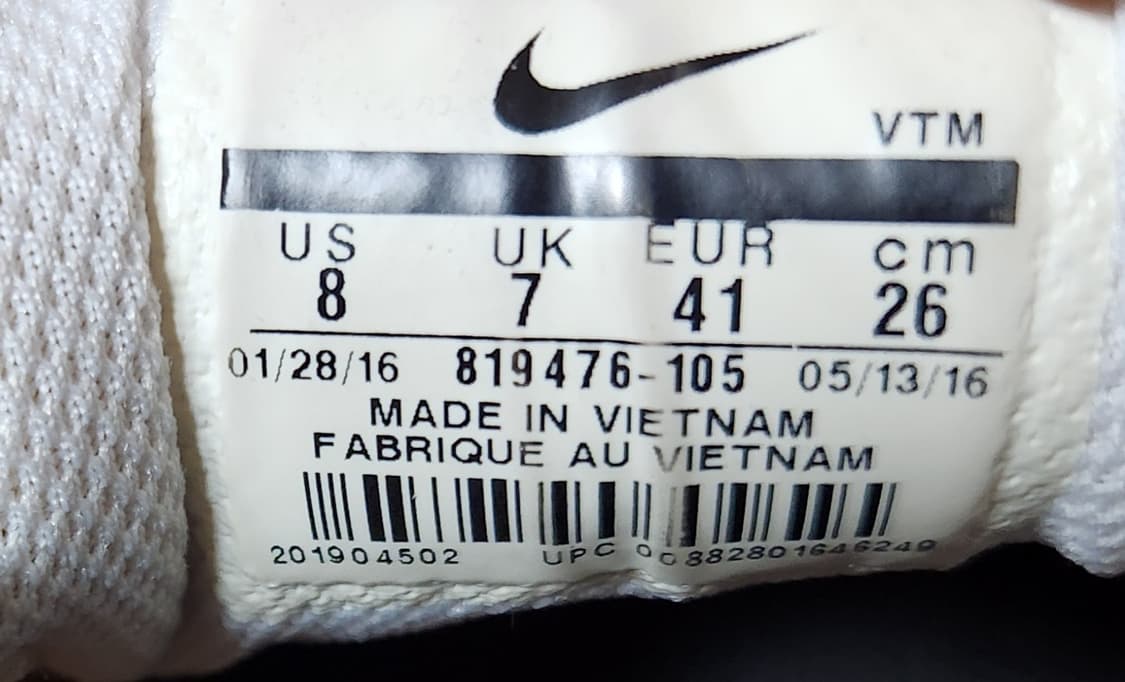 VTM
US UK EUR cm
8 7 41 26
01/28/16 819476-105 05/13/16
MADE IN VIETNAM
FABRIQUE AU VIETNAM
201904502 UPC 00882801646249